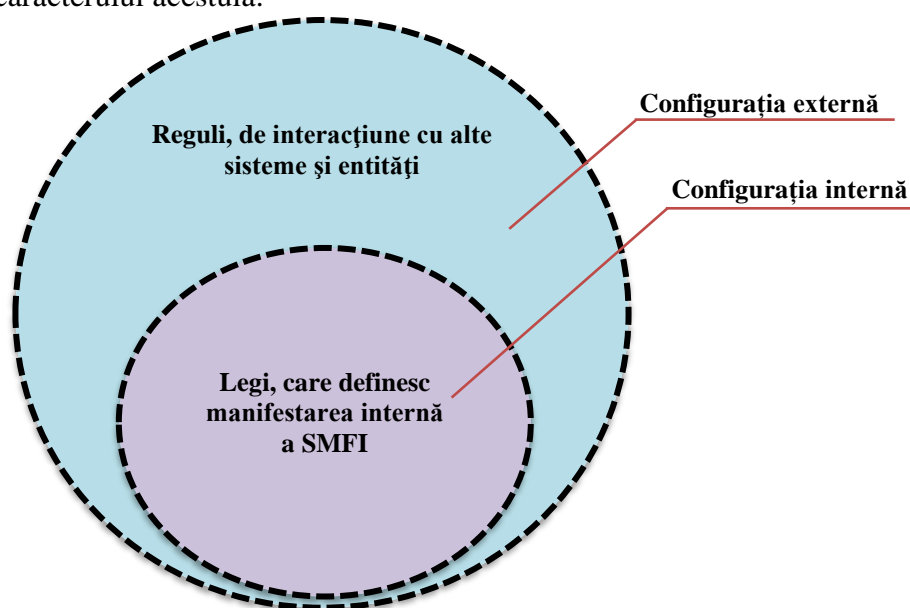 caracterului acestuia.
Configurația externă
Reguli, de interacţiune cu alte
sisteme şi entităţi
Configurația internă
Legi, care definesc
manifestarea internă
a SMFI